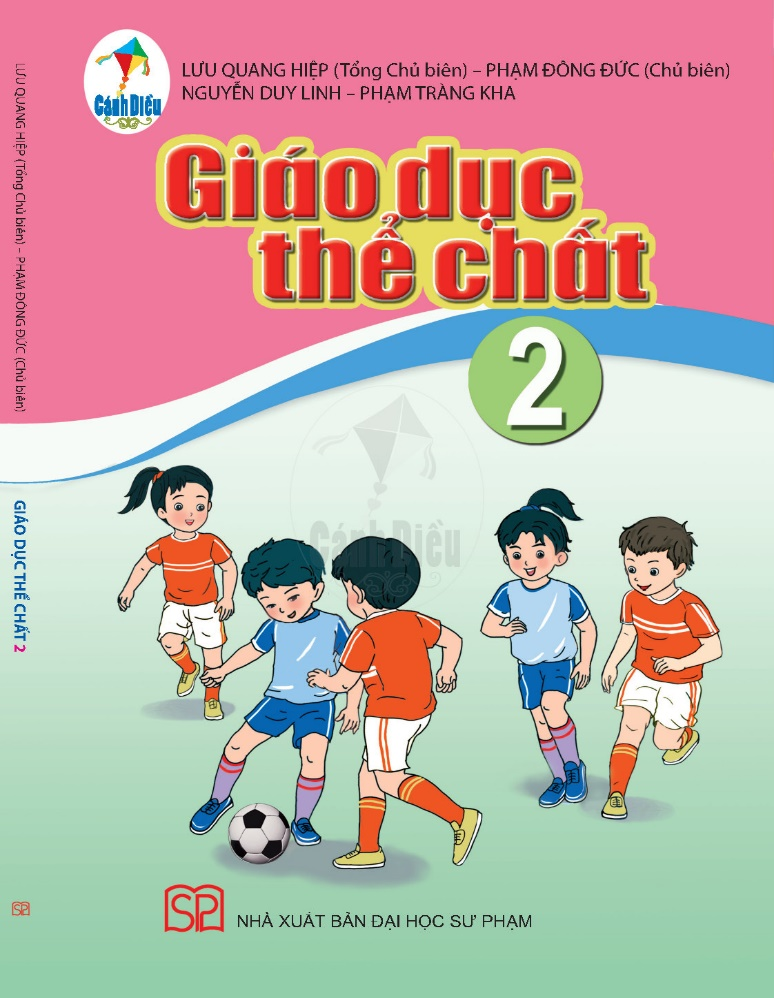 LƯU QUANG HIỆP (Tổng Chủ biên) – PHẠM ĐÔNG ĐỨC (Chủ biên)
NGUYỄN DUY LINH – PHẠM TRÀNG KHA
Cánh Diều
Giáo dục
thể chất
2
Cánh Diều
LƯU QUANG HIỆP (Tổng Chủ biên) – PHẠM ĐÔNG ĐỨC (Chủ biên)
GIÁO DỤC THỂ CHẤT 2
SP
NHÀ XUẤT BẢN ĐẠI HỌC SƯ PHẠM
SP